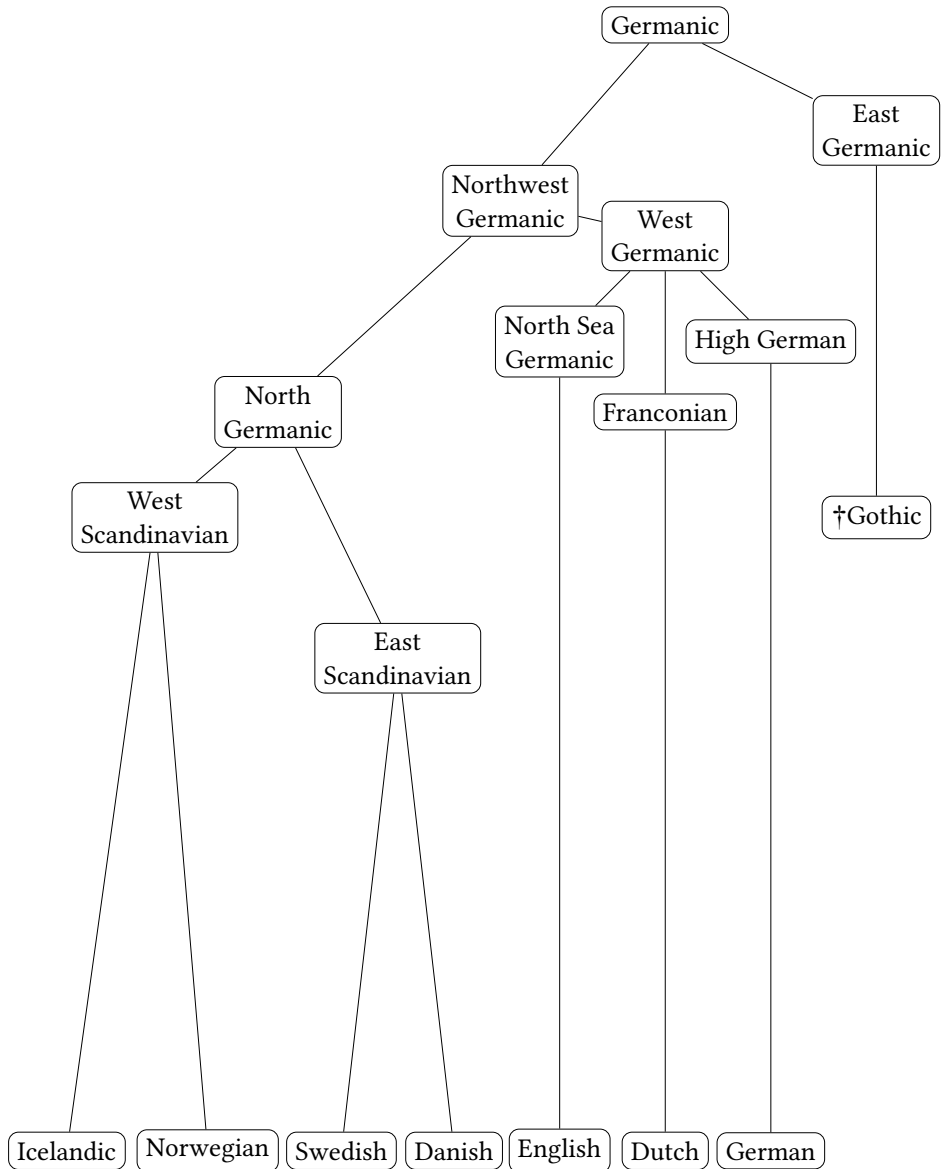 Germanic
East
Germanic
Northwest
Germanic
West
Germanic
North Sea
Germanic
High German
North
Germanic
Franconian
West
Scandinavian
†Gothic
East
Scandinavian
Icelandic
Norwegian
Swedish
Danish
English
Dutch
German